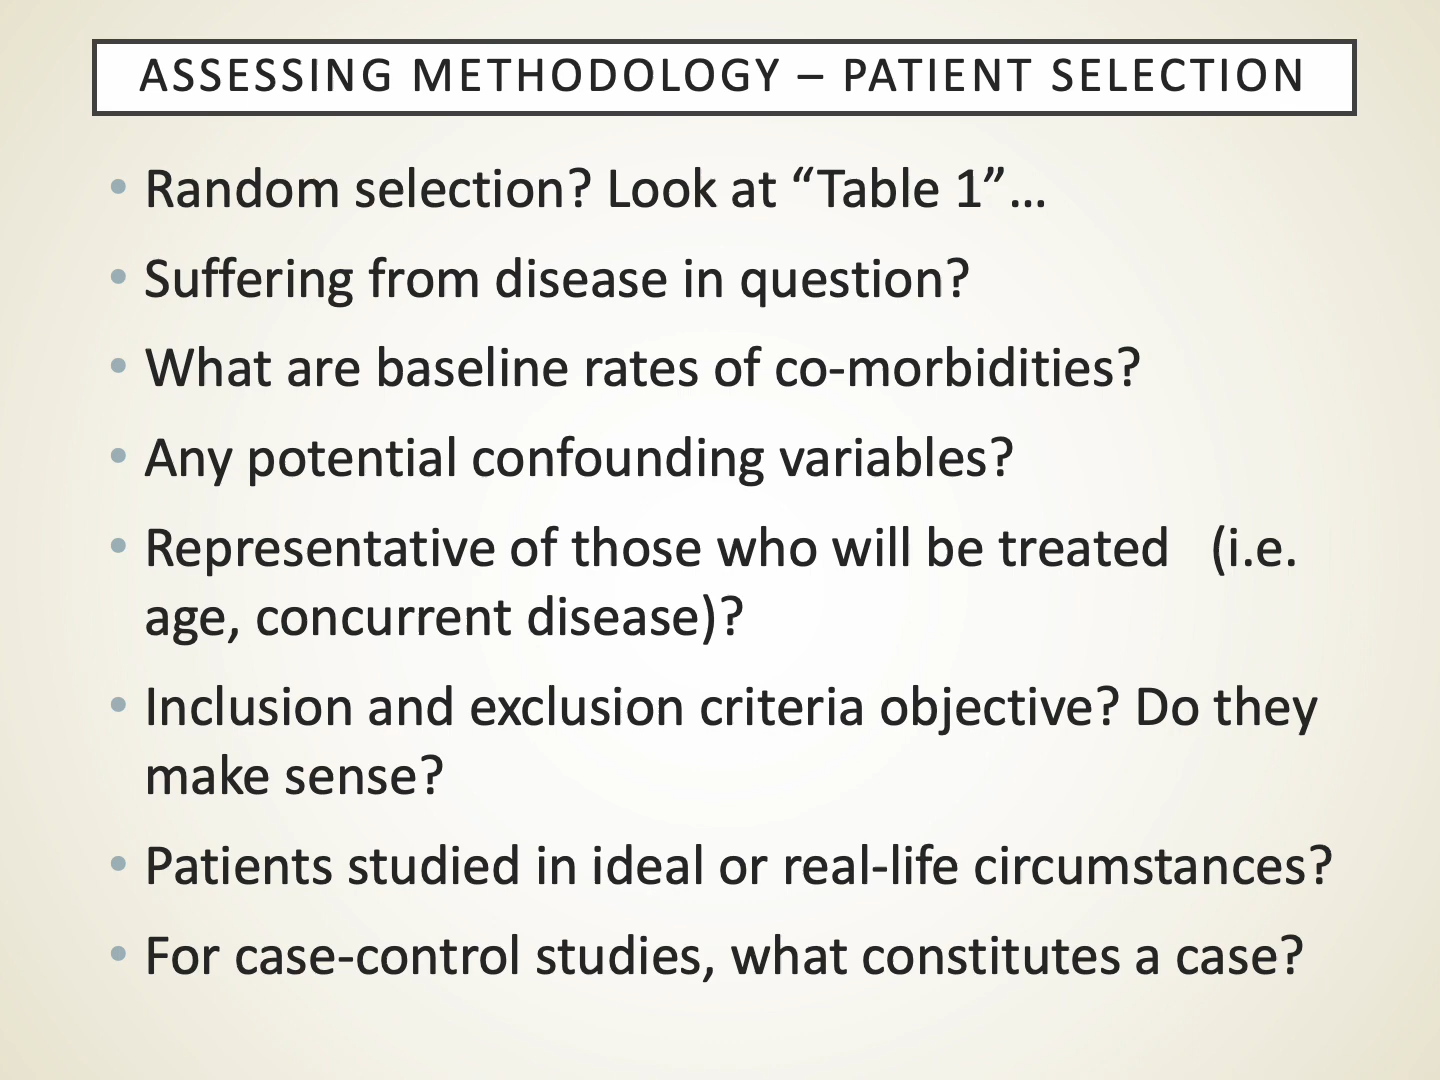 ASSESSING METHODOLOGY – PATIENT SELECTION
• Random selection? Look at “Table 1”…
• Suffering from disease in question?
• What are baseline rates of co-morbidities?
• Any potential confounding variables?
• Representative of those who will be treated (i.e.
age, concurrent disease)?
• Inclusion and exclusion criteria objective? Do they
make sense?
• Patients studied in ideal or real-life circumstances?
• For case-control studies, what constitutes a case?